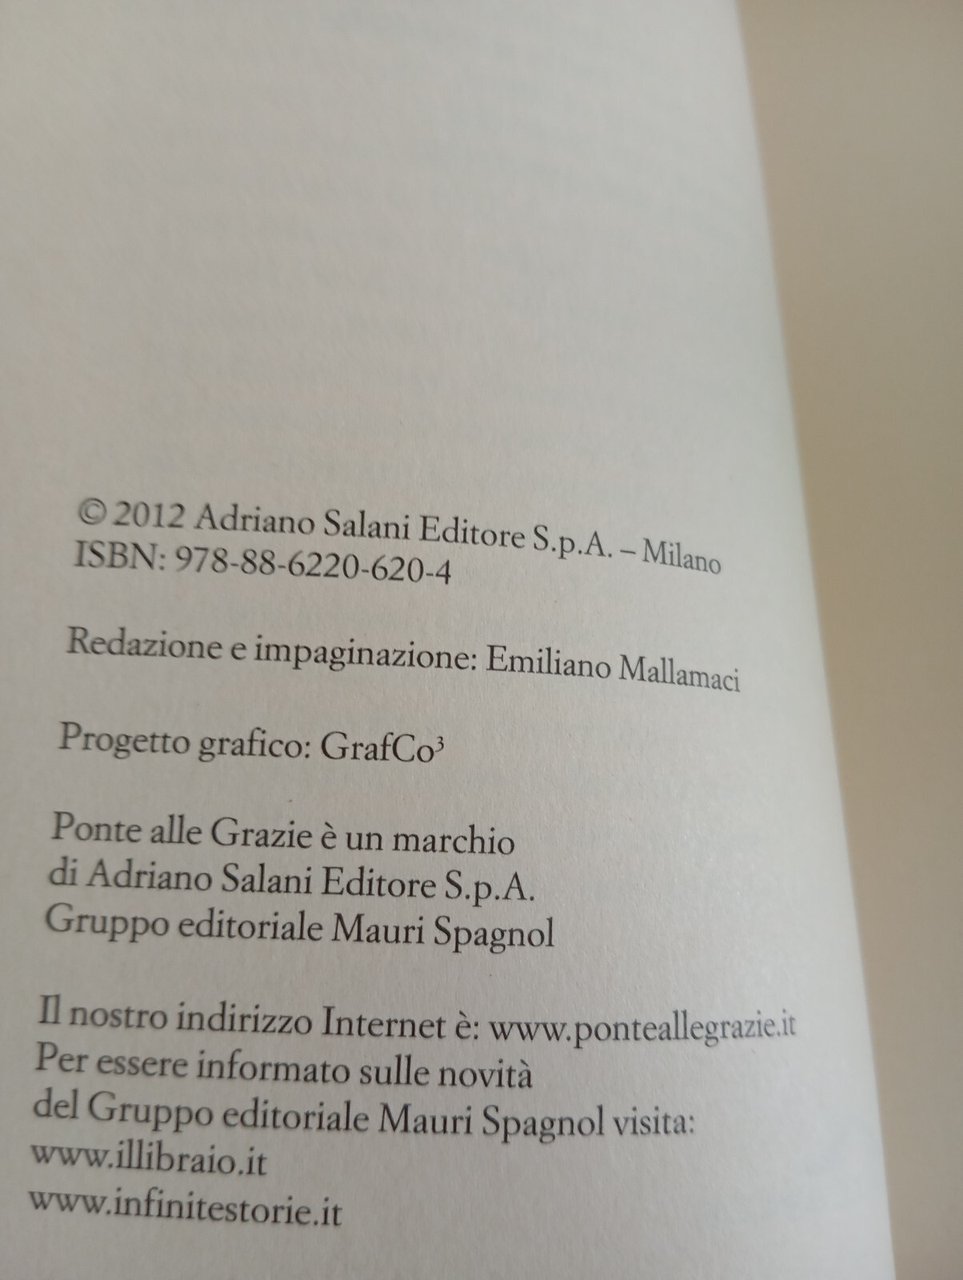 © 2012 Adriano Salani Editore S.p.A. – Milano
ISBN: 978-88-6220-620-4
Redazione e impaginazione: Emiliano Mallamaci
Progetto grafico: GrafCo³
Ponte alle Grazie è un marchio
di Adriano Salani Editore S.p.A.
Gruppo editoriale Mauri Spagnol
Il nostro indirizzo Internet è: www.ponteallegrazie.it
Per essere informato sulle novità
del Gruppo editoriale Mauri Spagnol visita:
www.illibraio.it
www.infinitestorie.it